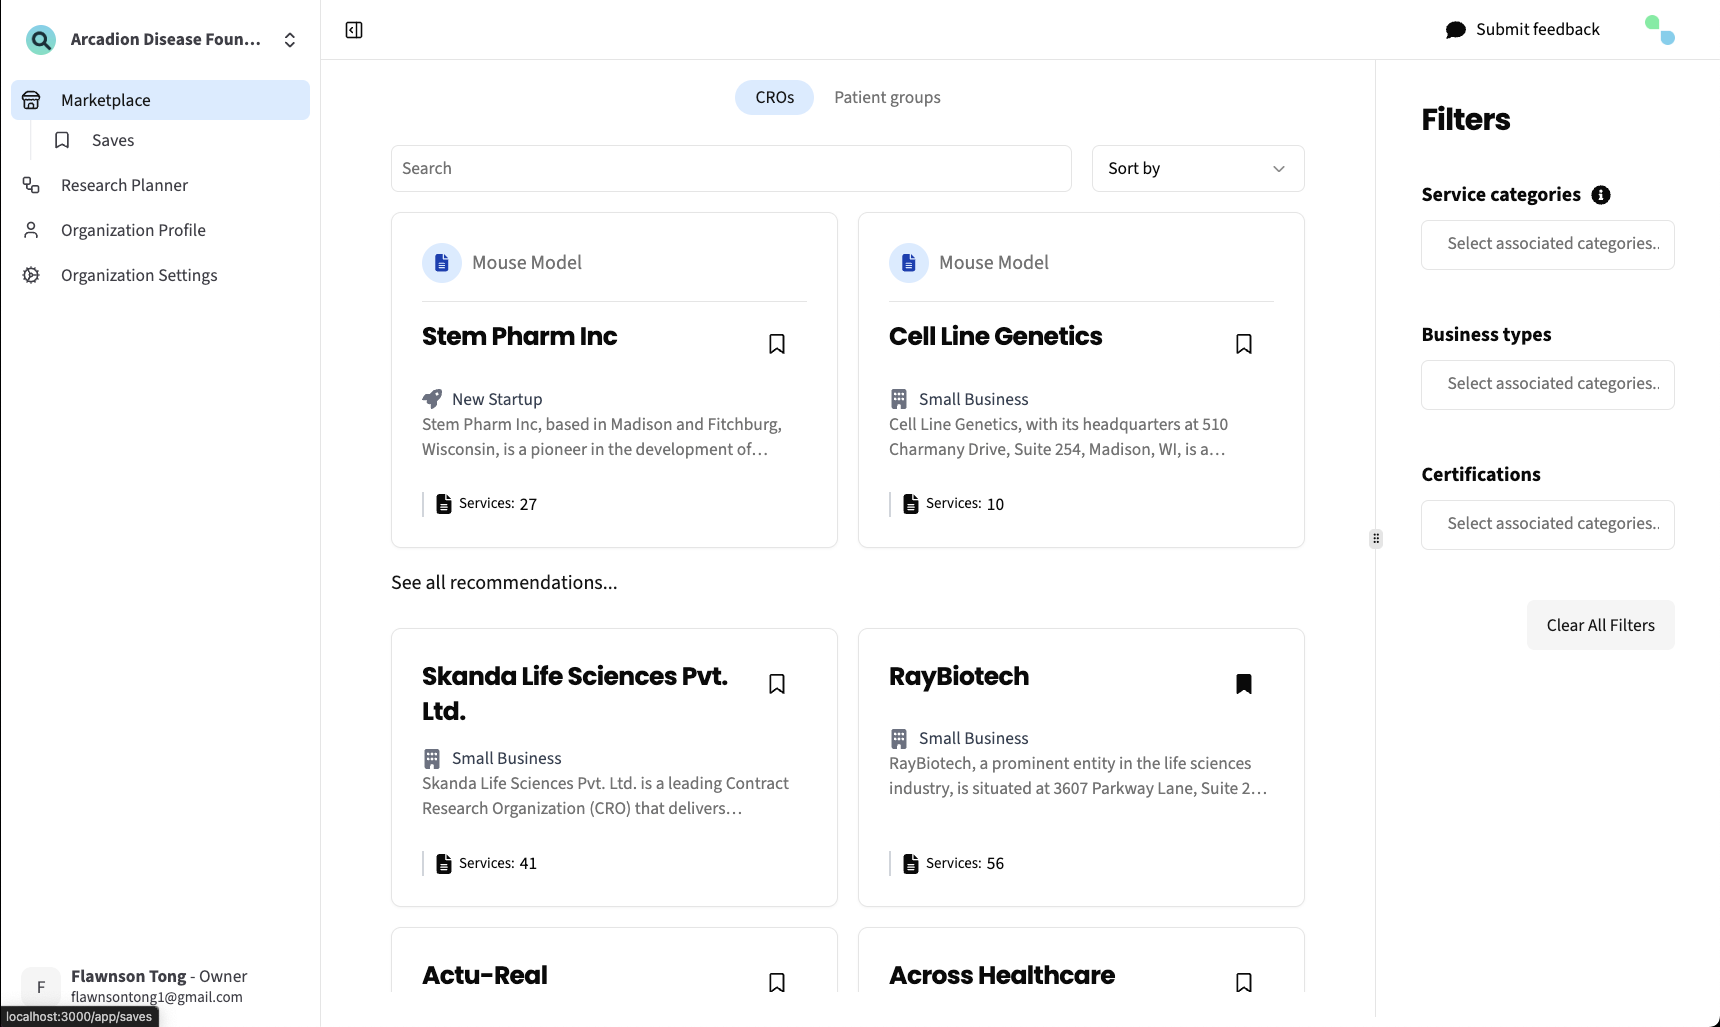 Arcadion Disease Foun...
Marketplace
Saves
Research Planner
Organization Profile
Organization Settings
Flawnson Tong - Owner
F
flawnsontong1@gmail.com
localhost:3000/app/saves
Submit feedback
CROs
Patient groups
Search
Sort by
Mouse Model
Stem Pharm Inc
New Startup
Stem Pharm Inc, based in Madison and Fitchburg,
Wisconsin, is a pioneer in the development of...
Services: 27
Mouse Model
Cell Line Genetics
Small Business
Cell Line Genetics, with its headquarters at 510
Charmany Drive, Suite 254, Madison, WI, is a...
Services: 10
See all recommendations...
Skanda Life Sciences Pvt.
Ltd.
Small Business
Skanda Life Sciences Pvt. Ltd. is a leading Contract
Research Organization (CRO) that delivers...
Services: 41
RayBiotech
Small Business
RayBiotech, a prominent entity in the life sciences
industry, is situated at 3607 Parkway Lane, Suite 2...
Services: 56
Actu-Real
Across Healthcare
Filters
Service categories
Select associated categories..
Business types
Select associated categories..
Certifications
Select associated categories..
Clear All Filters